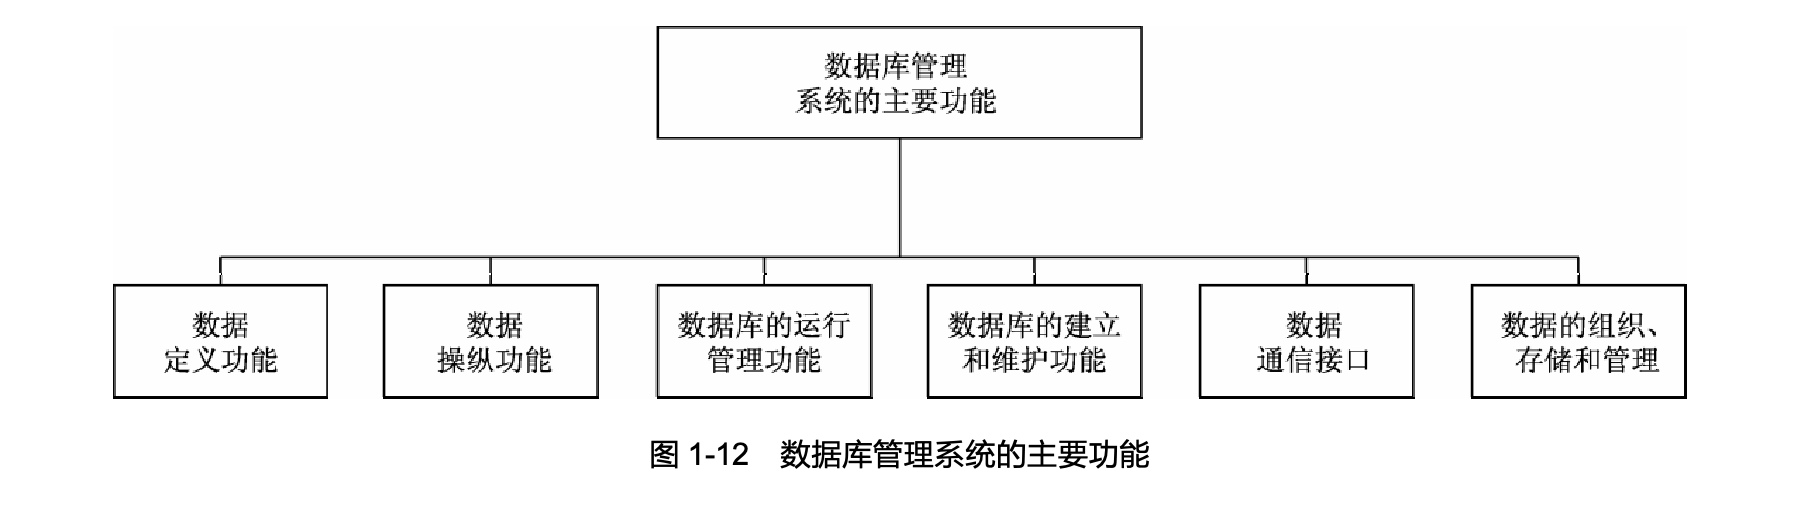 数据库管理
系统的主要功能
数据
定义功能
数据
操纵功能
数据库的运行
管理功能
数据库的建立
和维护功能
数据
通信接口
数据的组织、
存储和管理
图 1-12　数据库管理系统的主要功能